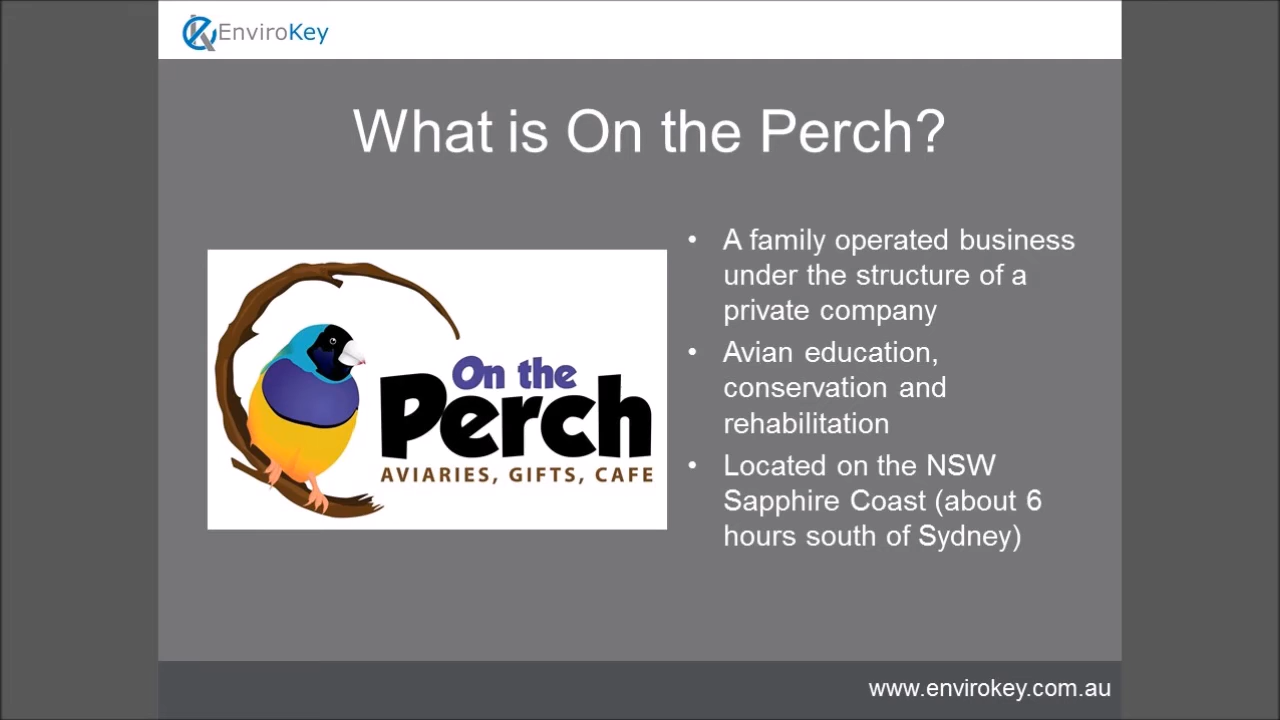 EnviroKey
What is On the Perch?
On the
Perch
AVIARIES, GIFTS, CAFE
• A family operated business
under the structure of a
private company
• Avian education,
conservation and
rehabilitation
• Located on the NSW
Sapphire Coast (about 6
hours south of Sydney)
www.envirokey.com.au